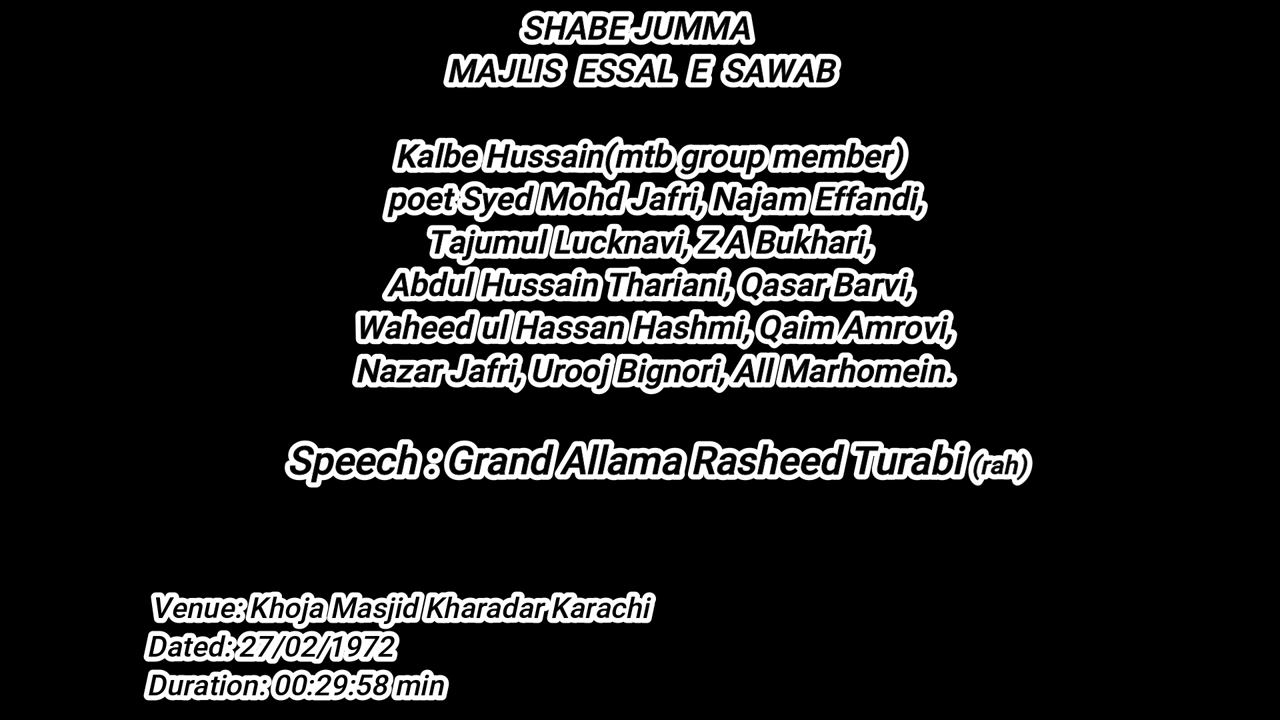 SHABE JUMMA
MAJLIS ESSAL E SAWAB
Kalbe Hussain(mtb group member)
poet Syed Mohd Jafri, Najam Effandi,
Tajumul Lucknavi, Z A Bukhari,
Abdul Hussain Thariani, Qasar Barvi,
Waheed ul Hassan Hashmi, Qaim Amrovi,
Nazar Jafri, Urooj Bignori, All Marhomein.
Speech : Grand Allama Rasheed Turabi (rah)
Venue: Khoja Masjid Kharadar Karachi
Dated: 27/02/1972
Duration: 00:29:58 min